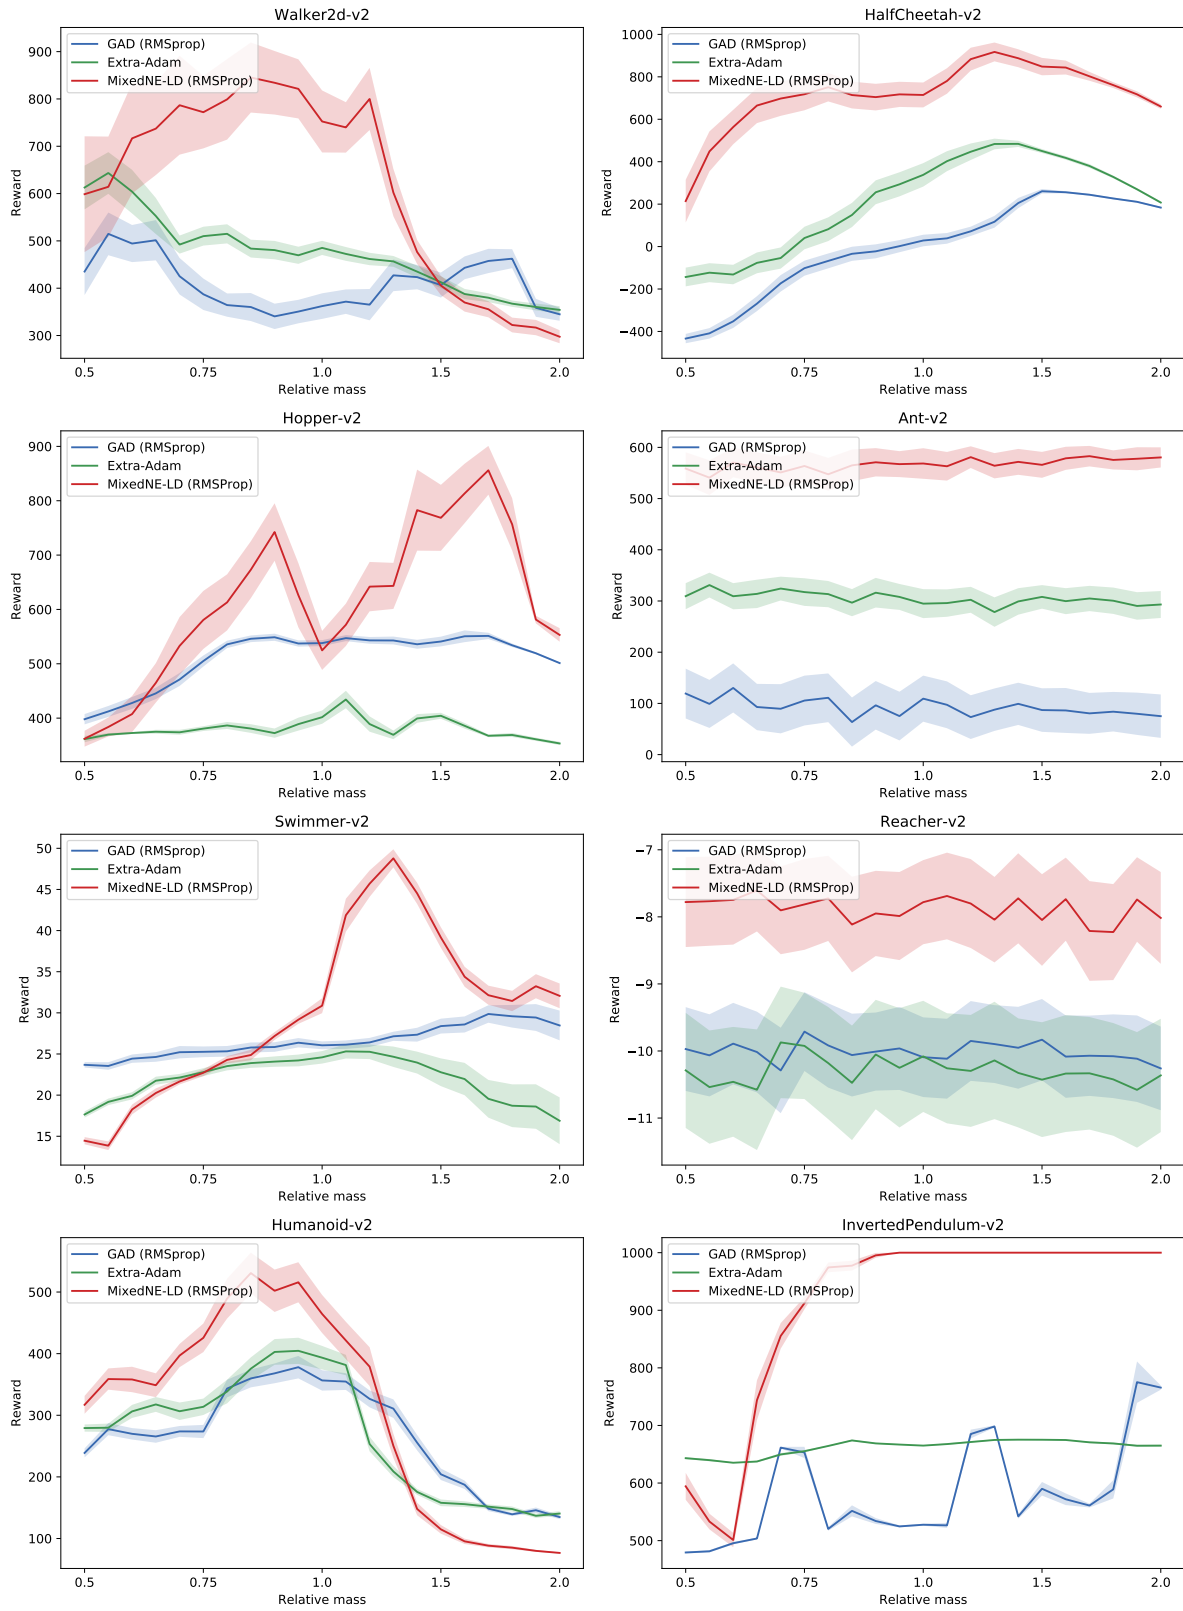 Walker2d-v2
GAD (RMSprop)
Extra-Adam
MixedNE-LD (RMSProp)
900
800
700
600
500
400
300
Reward
0.5 0.75 1.0 1.5 2.0
Relative mass
HalfCheetah-v2
GAD (RMSprop)
Extra-Adam
MixedNE-LD (RMSProp)
1000
800
600
400
200
0
−200
−400
Reward
0.5 0.75 1.0 1.5 2.0
Relative mass
Hopper-v2
GAD (RMSprop)
Extra-Adam
MixedNE-LD (RMSProp)
900
800
700
600
500
400
Reward
0.5 0.75 1.0 1.5 2.0
Relative mass
Ant-v2
GAD (RMSprop)
Extra-Adam
MixedNE-LD (RMSProp)
600
500
400
300
200
100
0
Reward
0.5 0.75 1.0 1.5 2.0
Relative mass
Swimmer-v2
GAD (RMSprop)
Extra-Adam
MixedNE-LD (RMSProp)
50
45
40
35
30
25
20
15
Reward
0.5 0.75 1.0 1.5 2.0
Relative mass
Reacher-v2
GAD (RMSprop)
Extra-Adam
MixedNE-LD (RMSProp)
−7
−8
−9
−10
−11
Reward
0.5 0.75 1.0 1.5 2.0
Relative mass
Humanoid-v2
GAD (RMSprop)
Extra-Adam
MixedNE-LD (RMSProp)
500
400
300
200
100
Reward
0.5 0.75 1.0 1.5 2.0
Relative mass
InvertedPendulum-v2
GAD (RMSprop)
Extra-Adam
MixedNE-LD (RMSProp)
1000
900
800
700
600
500
Reward
0.5 0.75 1.0 1.5 2.0
Relative mass